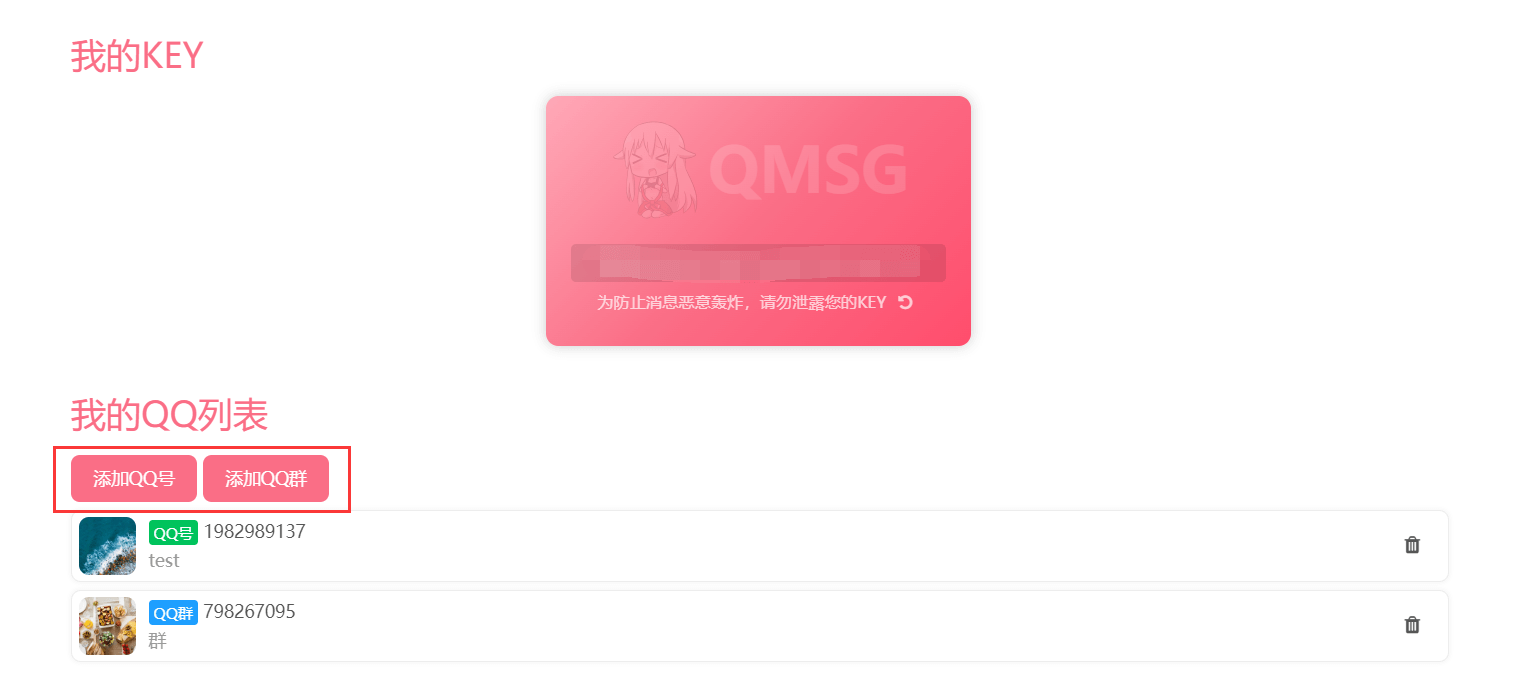 我的KEY
QMSG
为防止消息恶意轰炸，请勿泄露您的KEY
我的QQ列表
添加QQ号 添加QQ群
QQ号 1982989137
test
QQ群 798267095
群